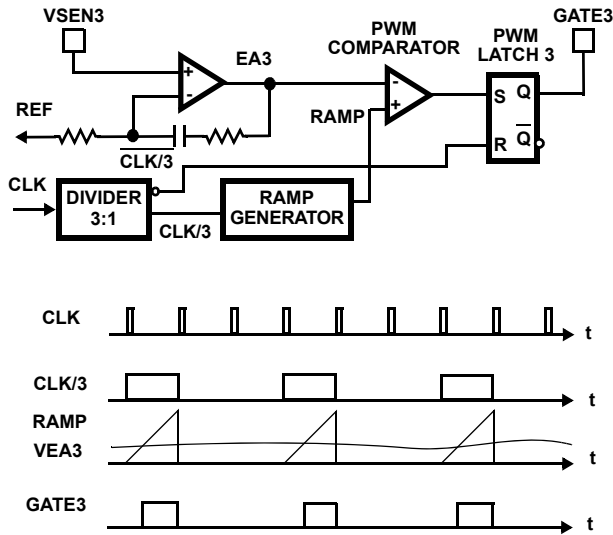 VSEN3
GATE3
PWM
COMPARATOR
PWM
LATCH 3
EA3
+
-
-
+
S Q
R Q
REF
RAMP
CLK/3
CLK
DIVIDER
3:1
RAMP
GENERATOR
CLK/3
CLK
t
CLK/3
t
RAMP
VEA3
t
GATE3
t